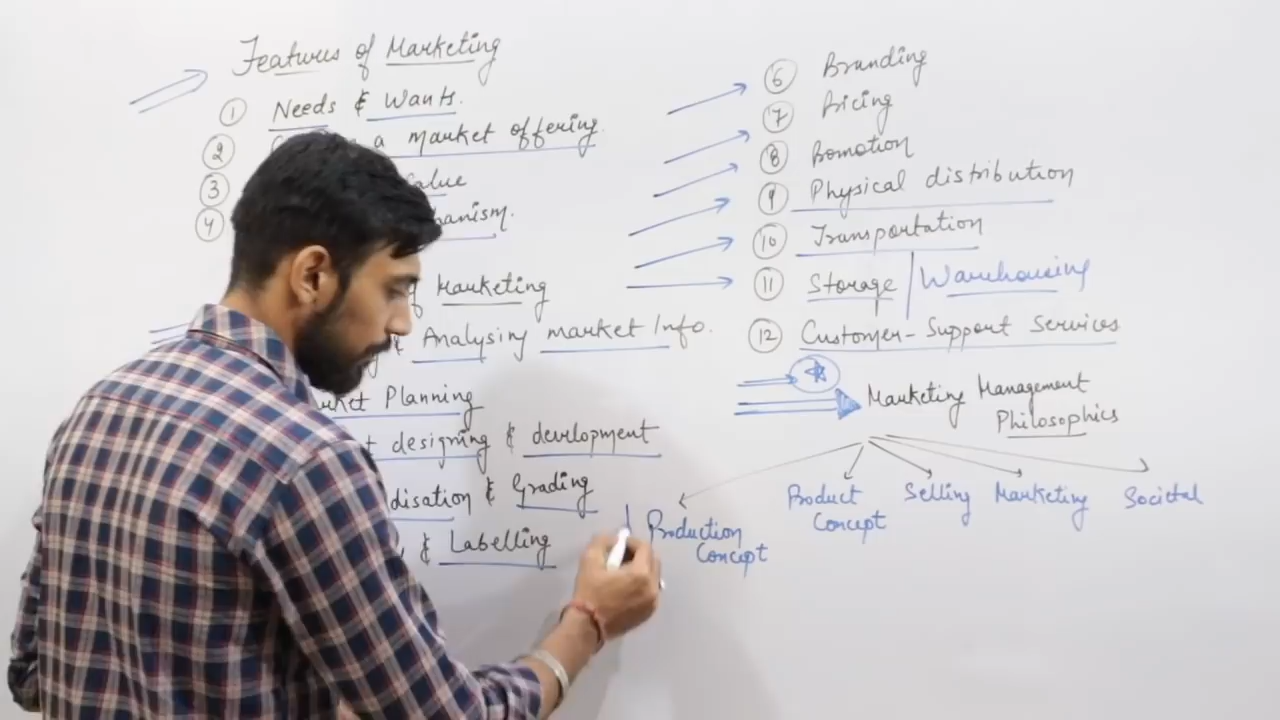 Features of Marketing
1 Needs & Wants.
2 a market offering.
3 Value
4
of Marketing
& Analysing market Info.
Planning
designing & development
& Grading
& Labelling
6 Branding
7 Pricing
8 Promotion
9 Physical distribution
10 Transportation
11 Storage | Warehousing
12 Customer-Support Services
Marketing Management
Philosophies
Production
Concept
Product
Concept
Selling
Marketing
Societal